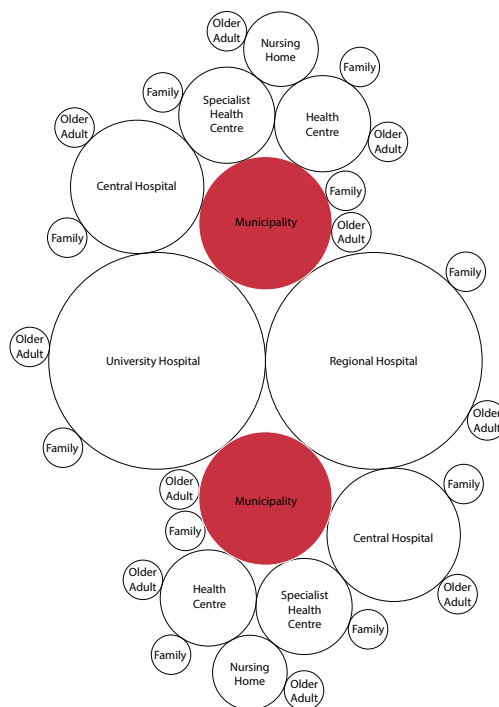 Older
Adult
Nursing
Home
Family
Family
Specialist
Health
Centre
Health
Centre
Older
Adult
Older
Adult
Central Hospital
Family
Municipality
Older
Adult
Family
Family
Older
Adult
University Hospital
Regional Hospital
Older
Adult
Family
Older
Adult
Municipality
Family
Family
Central Hospital
Older
Adult
Health
Centre
Specialist
Health
Centre
Older
Adult
Family
Family
Nursing
Home
Older
Adult